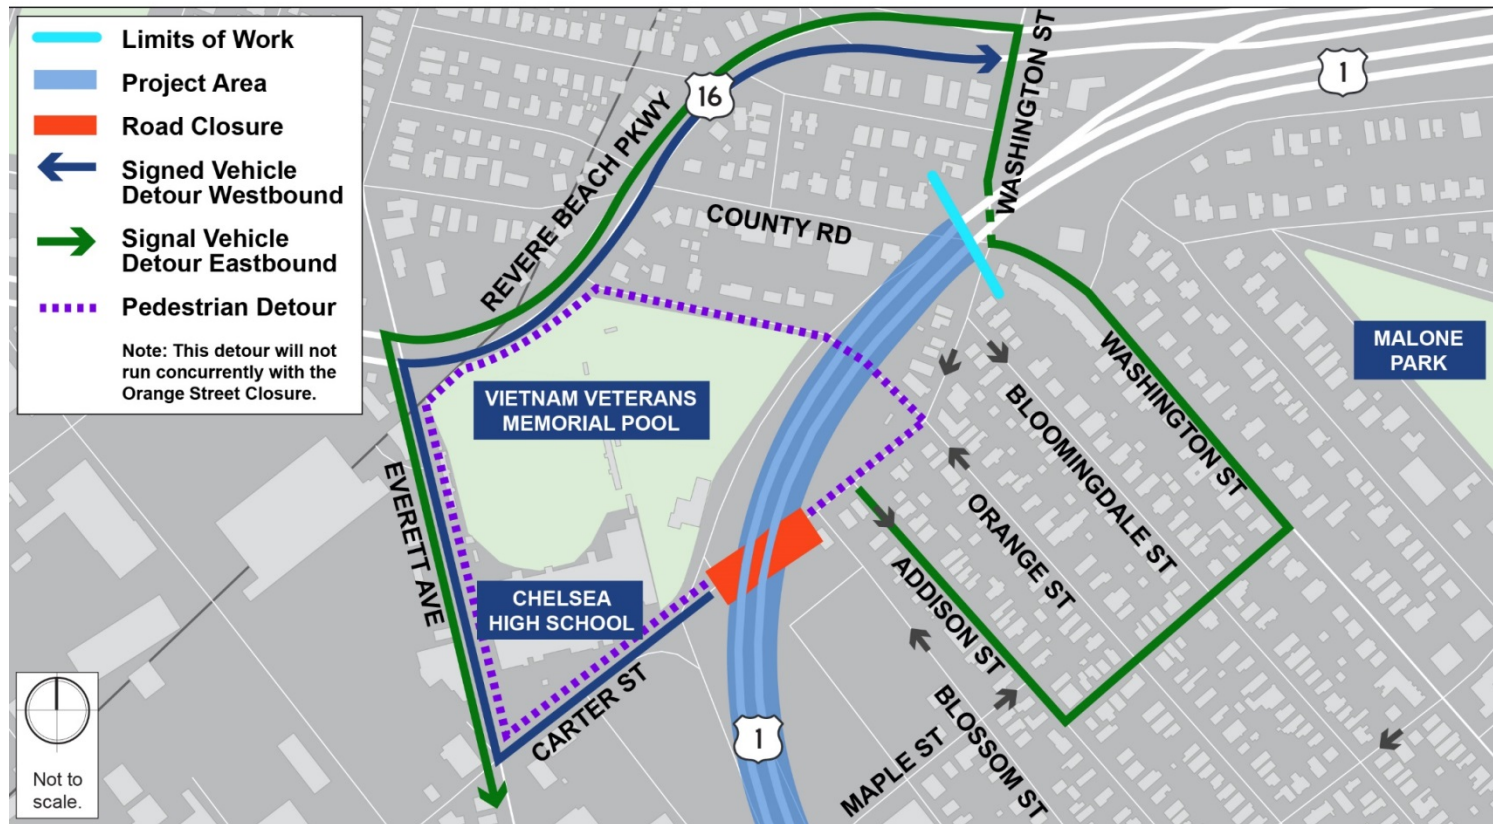 Limits of Work
Project Area
Road Closure
Signed Vehicle
Detour Westbound
Signal Vehicle
Detour Eastbound
Pedestrian Detour
Note: This detour will not
run concurrently with the
Orange Street Closure.
16
1
WASHINGTON ST
WASHINGTON ST
REVERE BEACH PKWY
COUNTY RD
MALONE
PARK
VIETNAM VETERANS
MEMORIAL POOL
WASHINGTON ST
BLOOMINGDALE ST
ORANGE ST
EVERETT AVE
CHELSEA
HIGH SCHOOL
ADDISON ST
CARTER ST
BLOSSOM ST
MAPLE ST
1
Not to
scale.